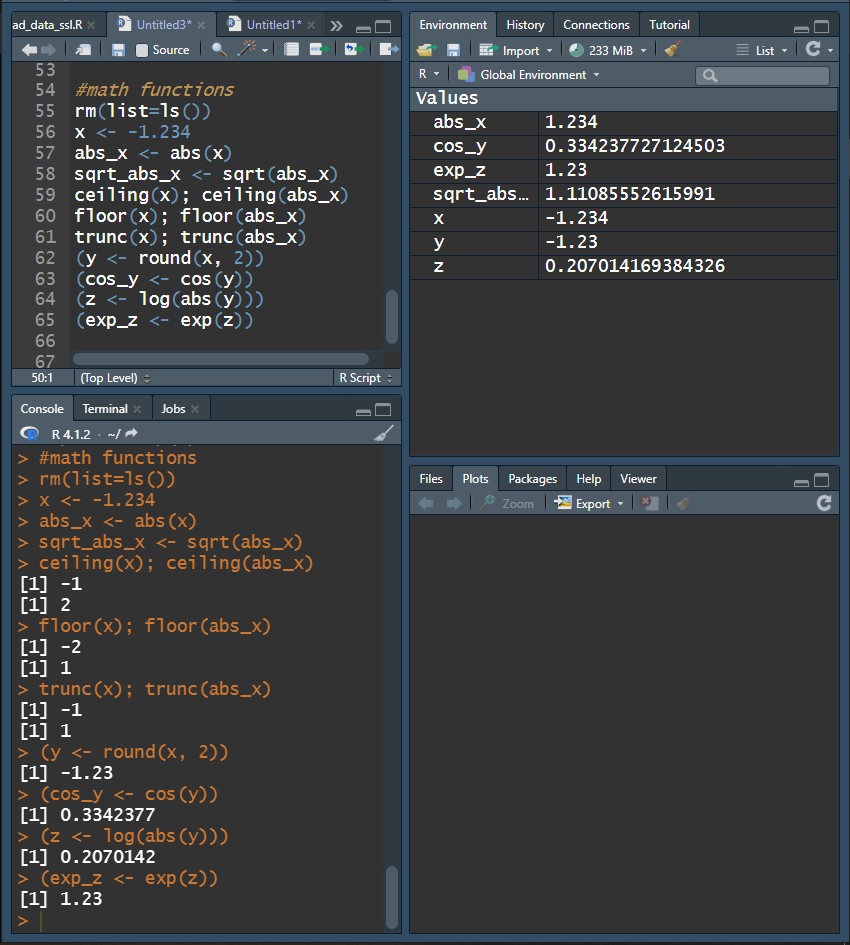 ad_data_ssl.R × Untitled3* × Untitled1* × »
Source
53
54 #math functions
55 rm(list=ls())
56 x <- -1.234
57 abs_x <- abs(x)
58 sqrt_abs_x <- sqrt(abs_x)
59 ceiling(x); ceiling(abs_x)
60 floor(x); floor(abs_x)
61 trunc(x); trunc(abs_x)
62 (y <- round(x, 2))
63 (cos_y <- cos(y))
64 (z <- log(abs(y)))
65 (exp_z <- exp(z))
66
67
50:1 (Top Level) R Script
Console Terminal × Jobs ×
R 4.1.2 · ~/
> #math functions
> rm(list=ls())
> x <- -1.234
> abs_x <- abs(x)
> sqrt_abs_x <- sqrt(abs_x)
> ceiling(x); ceiling(abs_x)
[1] -1
[1] 2
> floor(x); floor(abs_x)
[1] -2
[1] 1
> trunc(x); trunc(abs_x)
[1] -1
[1] 1
> (y <- round(x, 2))
[1] -1.23
> (cos_y <- cos(y))
[1] 0.3342377
> (z <- log(abs(y)))
[1] 0.2070142
> (exp_z <- exp(z))
[1] 1.23
>
Environment History Connections Tutorial
Import 233 MiB List
R Global Environment
Values
abs_x 1.234
cos_y 0.334237727124503
exp_z 1.23
sqrt_abs… 1.11085552615991
x -1.234
y -1.23
z 0.207014169384326
Files Plots Packages Help Viewer
Zoom Export